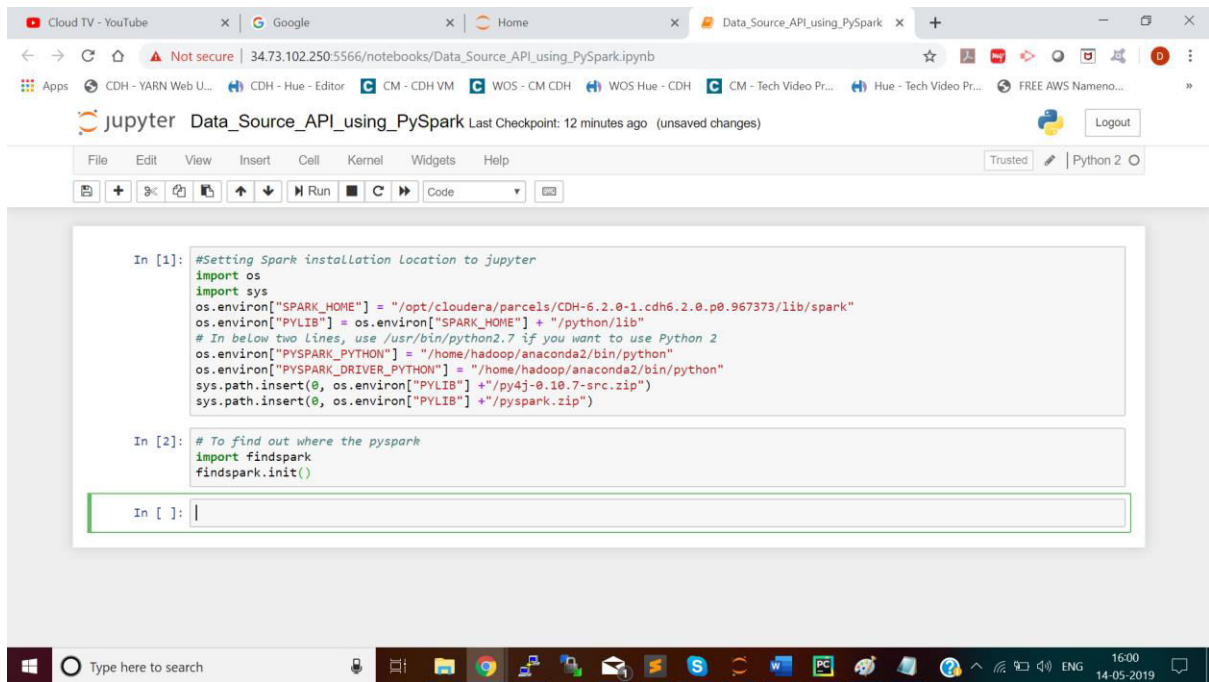 Cloud TV - YouTube
Google
Home
Data_Source_API_using_PySpark
Not secure | 34.73.102.250:5566/notebooks/Data_Source_API_using_PySpark.ipynb
Apps CDH - YARN Web U... CDH - Hue - Editor CM - CDH VM WOS - CM CDH WOS Hue - CDH CM - Tech Video Pr... Hue - Tech Video Pr... FREE AWS Nameno... »
jupyter Data_Source_API_using_PySpark Last Checkpoint: 12 minutes ago (unsaved changes) Logout
File Edit View Insert Cell Kernel Widgets Help Trusted Python 2
Run Code
In [1]: #Setting Spark installation location to jupyter
import os
import sys
os.environ["SPARK_HOME"] = "/opt/cloudera/parcels/CDH-6.2.0-1.cdh6.2.0.p0.967373/lib/spark"
os.environ["PYLIB"] = os.environ["SPARK_HOME"] + "/python/lib"
# In below two lines, use /usr/bin/python2.7 if you want to use Python 2
os.environ["PYSPARK_PYTHON"] = "/home/hadoop/anaconda2/bin/python"
os.environ["PYSPARK_DRIVER_PYTHON"] = "/home/hadoop/anaconda2/bin/python"
sys.path.insert(0, os.environ["PYLIB"] +"/py4j-0.10.7-src.zip")
sys.path.insert(0, os.environ["PYLIB"] +"/pyspark.zip")
In [2]: # To find out where the pyspark
import findspark
findspark.init()
In [ ]:
Type here to search
ENG
16:00
14-05-2019